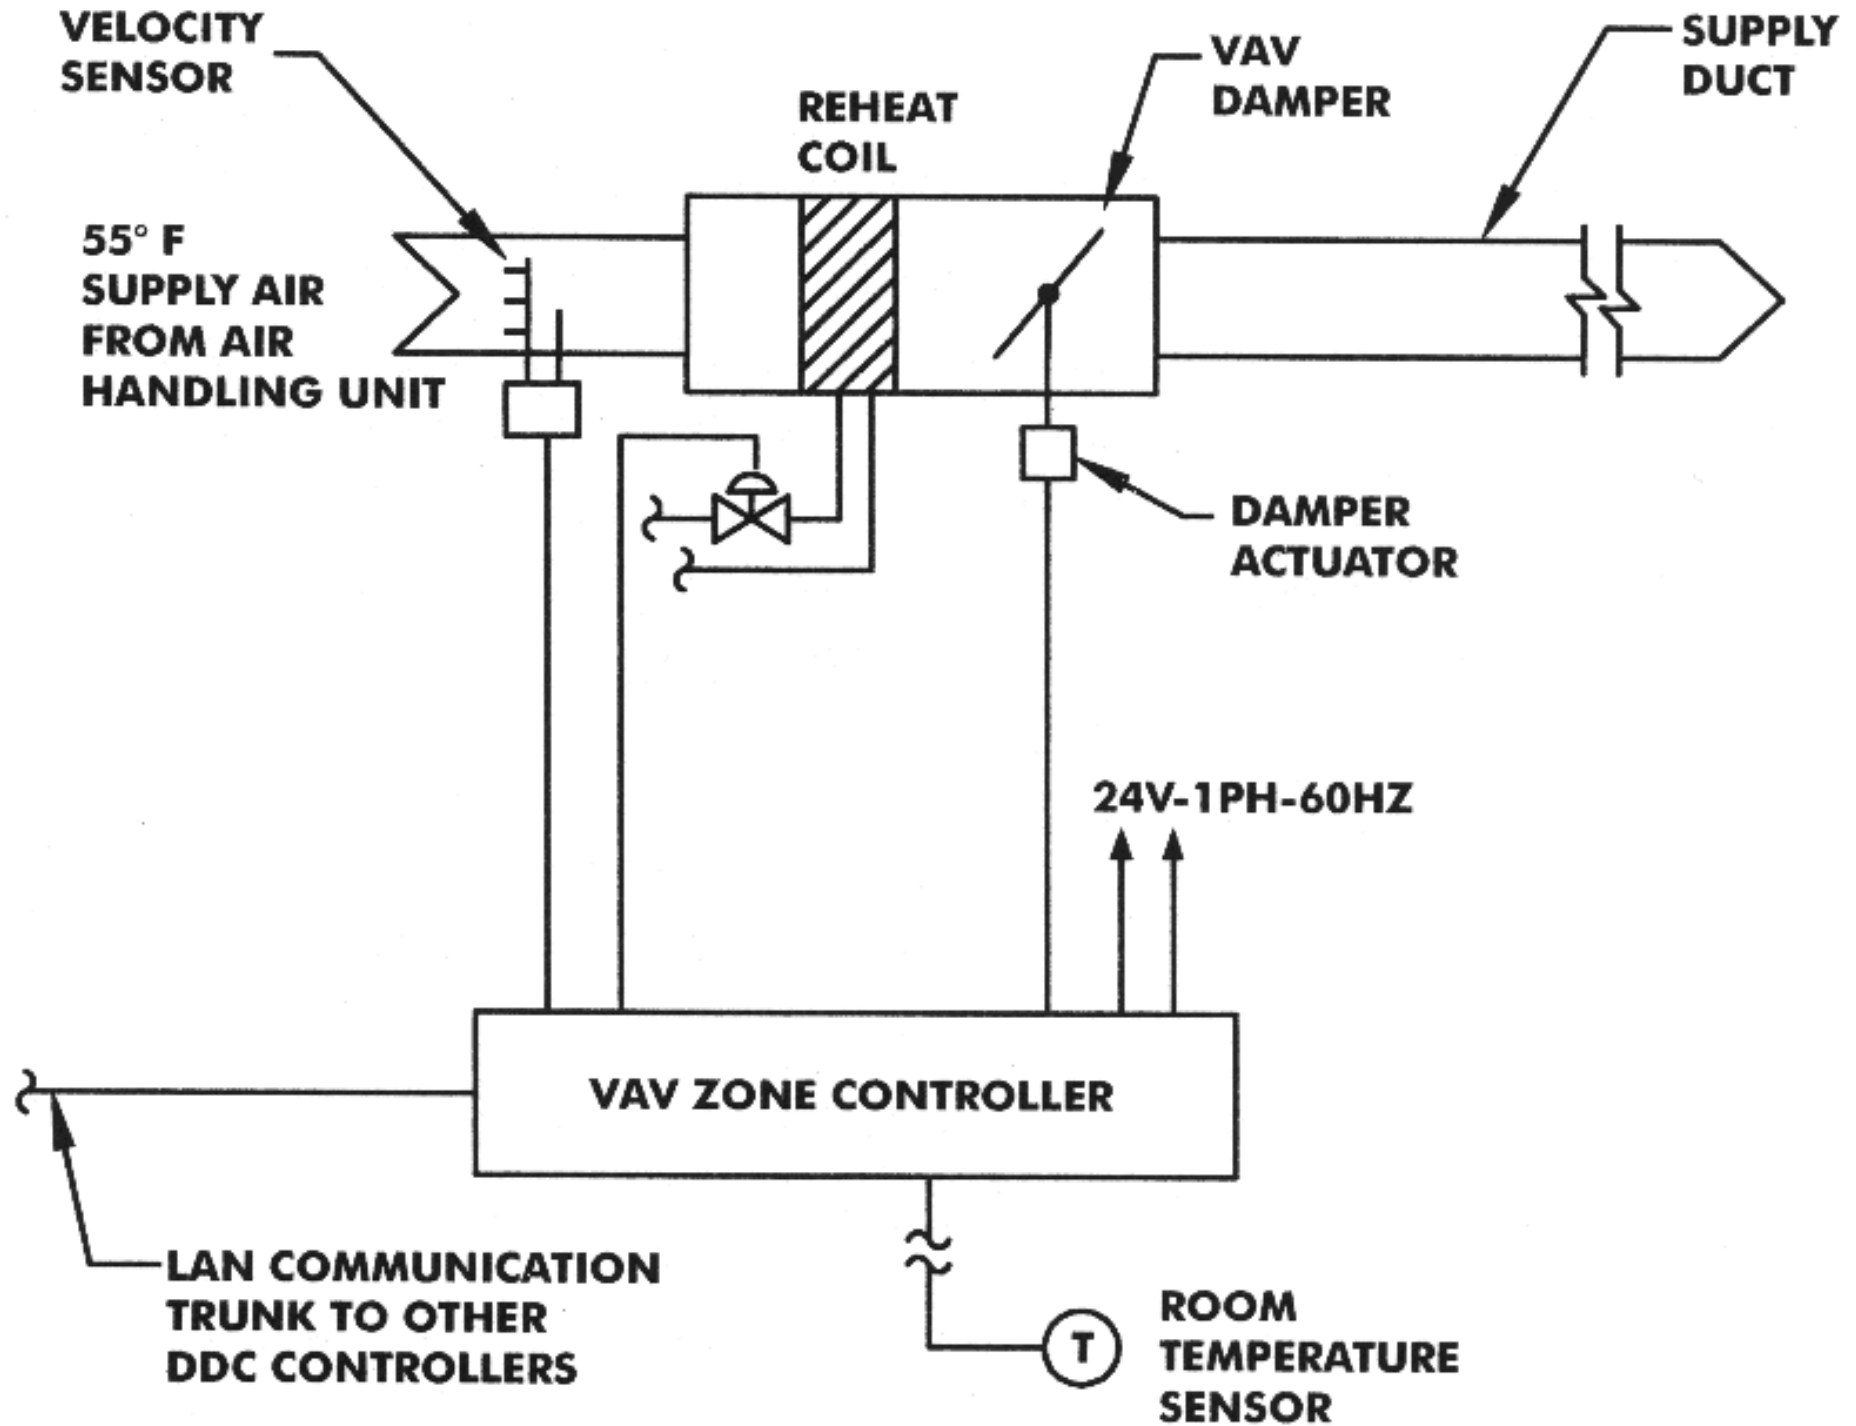 VELOCITY
SENSOR
VAV
DAMPER
SUPPLY
DUCT
REHEAT
COIL
55° F
SUPPLY AIR
FROM AIR
HANDLING UNIT
DAMPER
ACTUATOR
24V-1PH-60HZ
VAV ZONE CONTROLLER
LAN COMMUNICATION
TRUNK TO OTHER
DDC CONTROLLERS
T
ROOM
TEMPERATURE
SENSOR